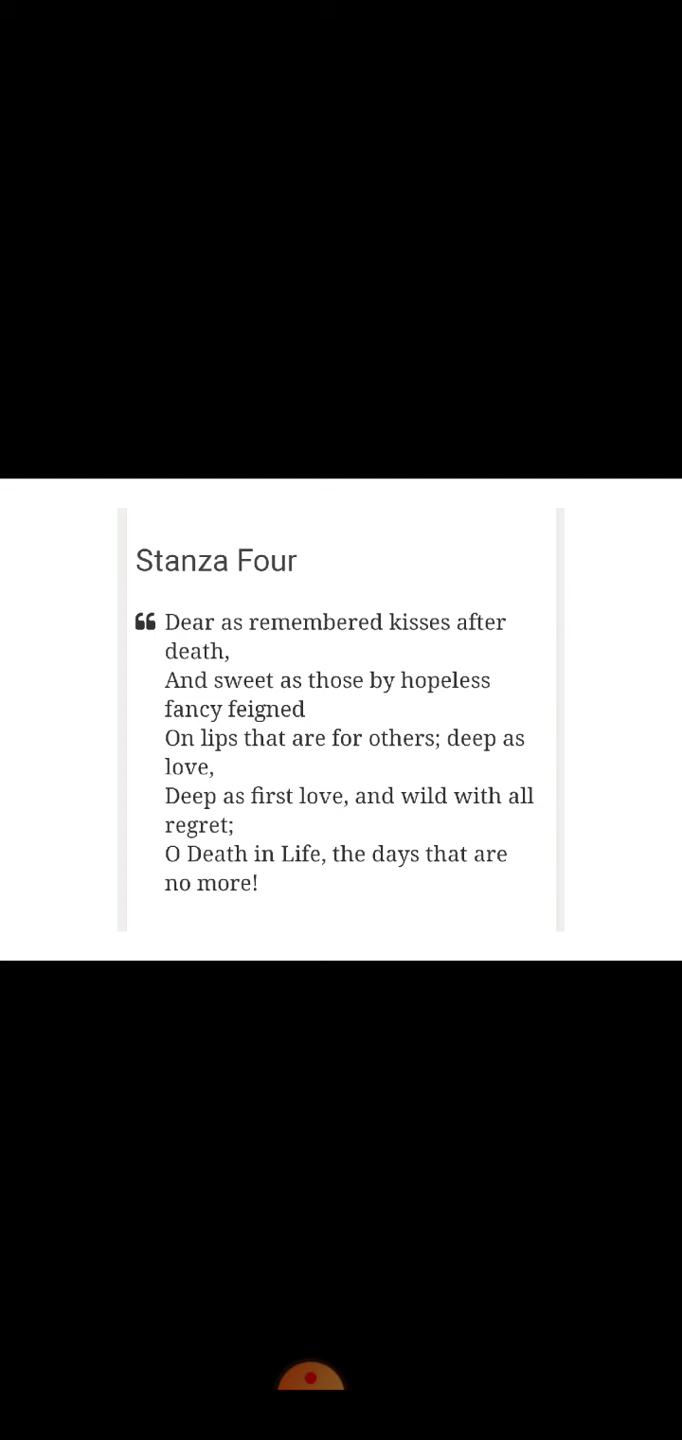 Stanza Four
❝ Dear as remembered kisses after
death,
And sweet as those by hopeless
fancy feigned
On lips that are for others; deep as
love,
Deep as first love, and wild with all
regret;
O Death in Life, the days that are
no more!